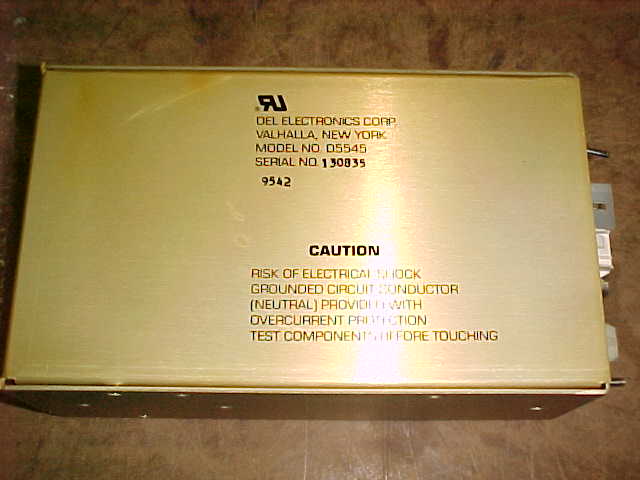 DEL ELECTRONICS CORP.
VALHALLA, NEW YORK
MODEL NO. D5545
SERIAL NO. 130835
9542
CAUTION
RISK OF ELECTRICAL SHOCK
GROUNDED CIRCUIT CONDUCTOR
(NEUTRAL) PROVIDED WITH
OVERCURRENT PROTECTION
TEST COMPONENTS BEFORE TOUCHING